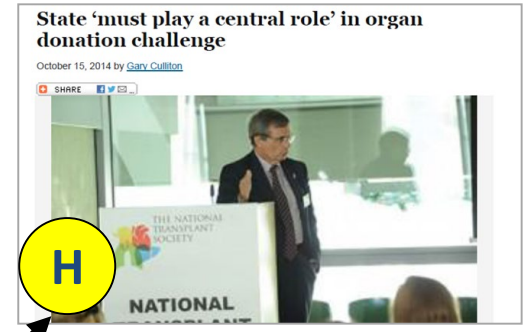 State ‘must play a central role’ in organ
donation challenge
October 15, 2014 by Gary Culliton
SHARE
THE NATIONAL
TRANSPLANT
SOCIETY
H
NATIONAL
TRANSPLANT